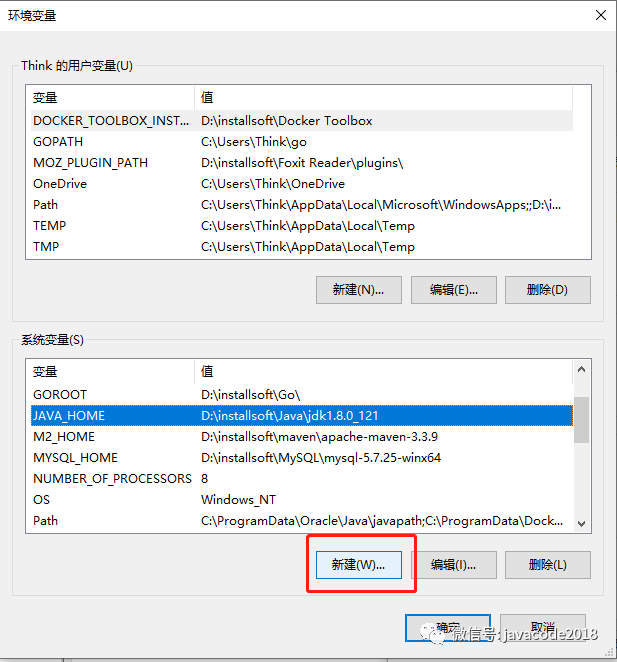 环境变量
Think 的用户变量(U)
变量 值
DOCKER_TOOLBOX_INST... D:\installsoft\Docker Toolbox
GOPATH C:\Users\Think\go
MOZ_PLUGIN_PATH D:\installsoft\Foxit Reader\plugins\
OneDrive C:\Users\Think\OneDrive
Path C:\Users\Think\AppData\Local\Microsoft\WindowsApps;;D:\i...
TEMP C:\Users\Think\AppData\Local\Temp
TMP C:\Users\Think\AppData\Local\Temp
新建(N)... 编辑(E)... 删除(D)
系统变量(S)
变量 值
GOROOT D:\installsoft\Go\
JAVA_HOME D:\installsoft\Java\jdk1.8.0_121
M2_HOME D:\installsoft\maven\apache-maven-3.3.9
MYSQL_HOME D:\installsoft\MySQL\mysql-5.7.25-winx64
NUMBER_OF_PROCESSORS 8
OS Windows_NT
Path C:\ProgramData\Oracle\Java\javapath;C:\ProgramData\Dock...
新建(W)... 编辑(I)... 删除(L)
确定 取消
微信号: javacode2018